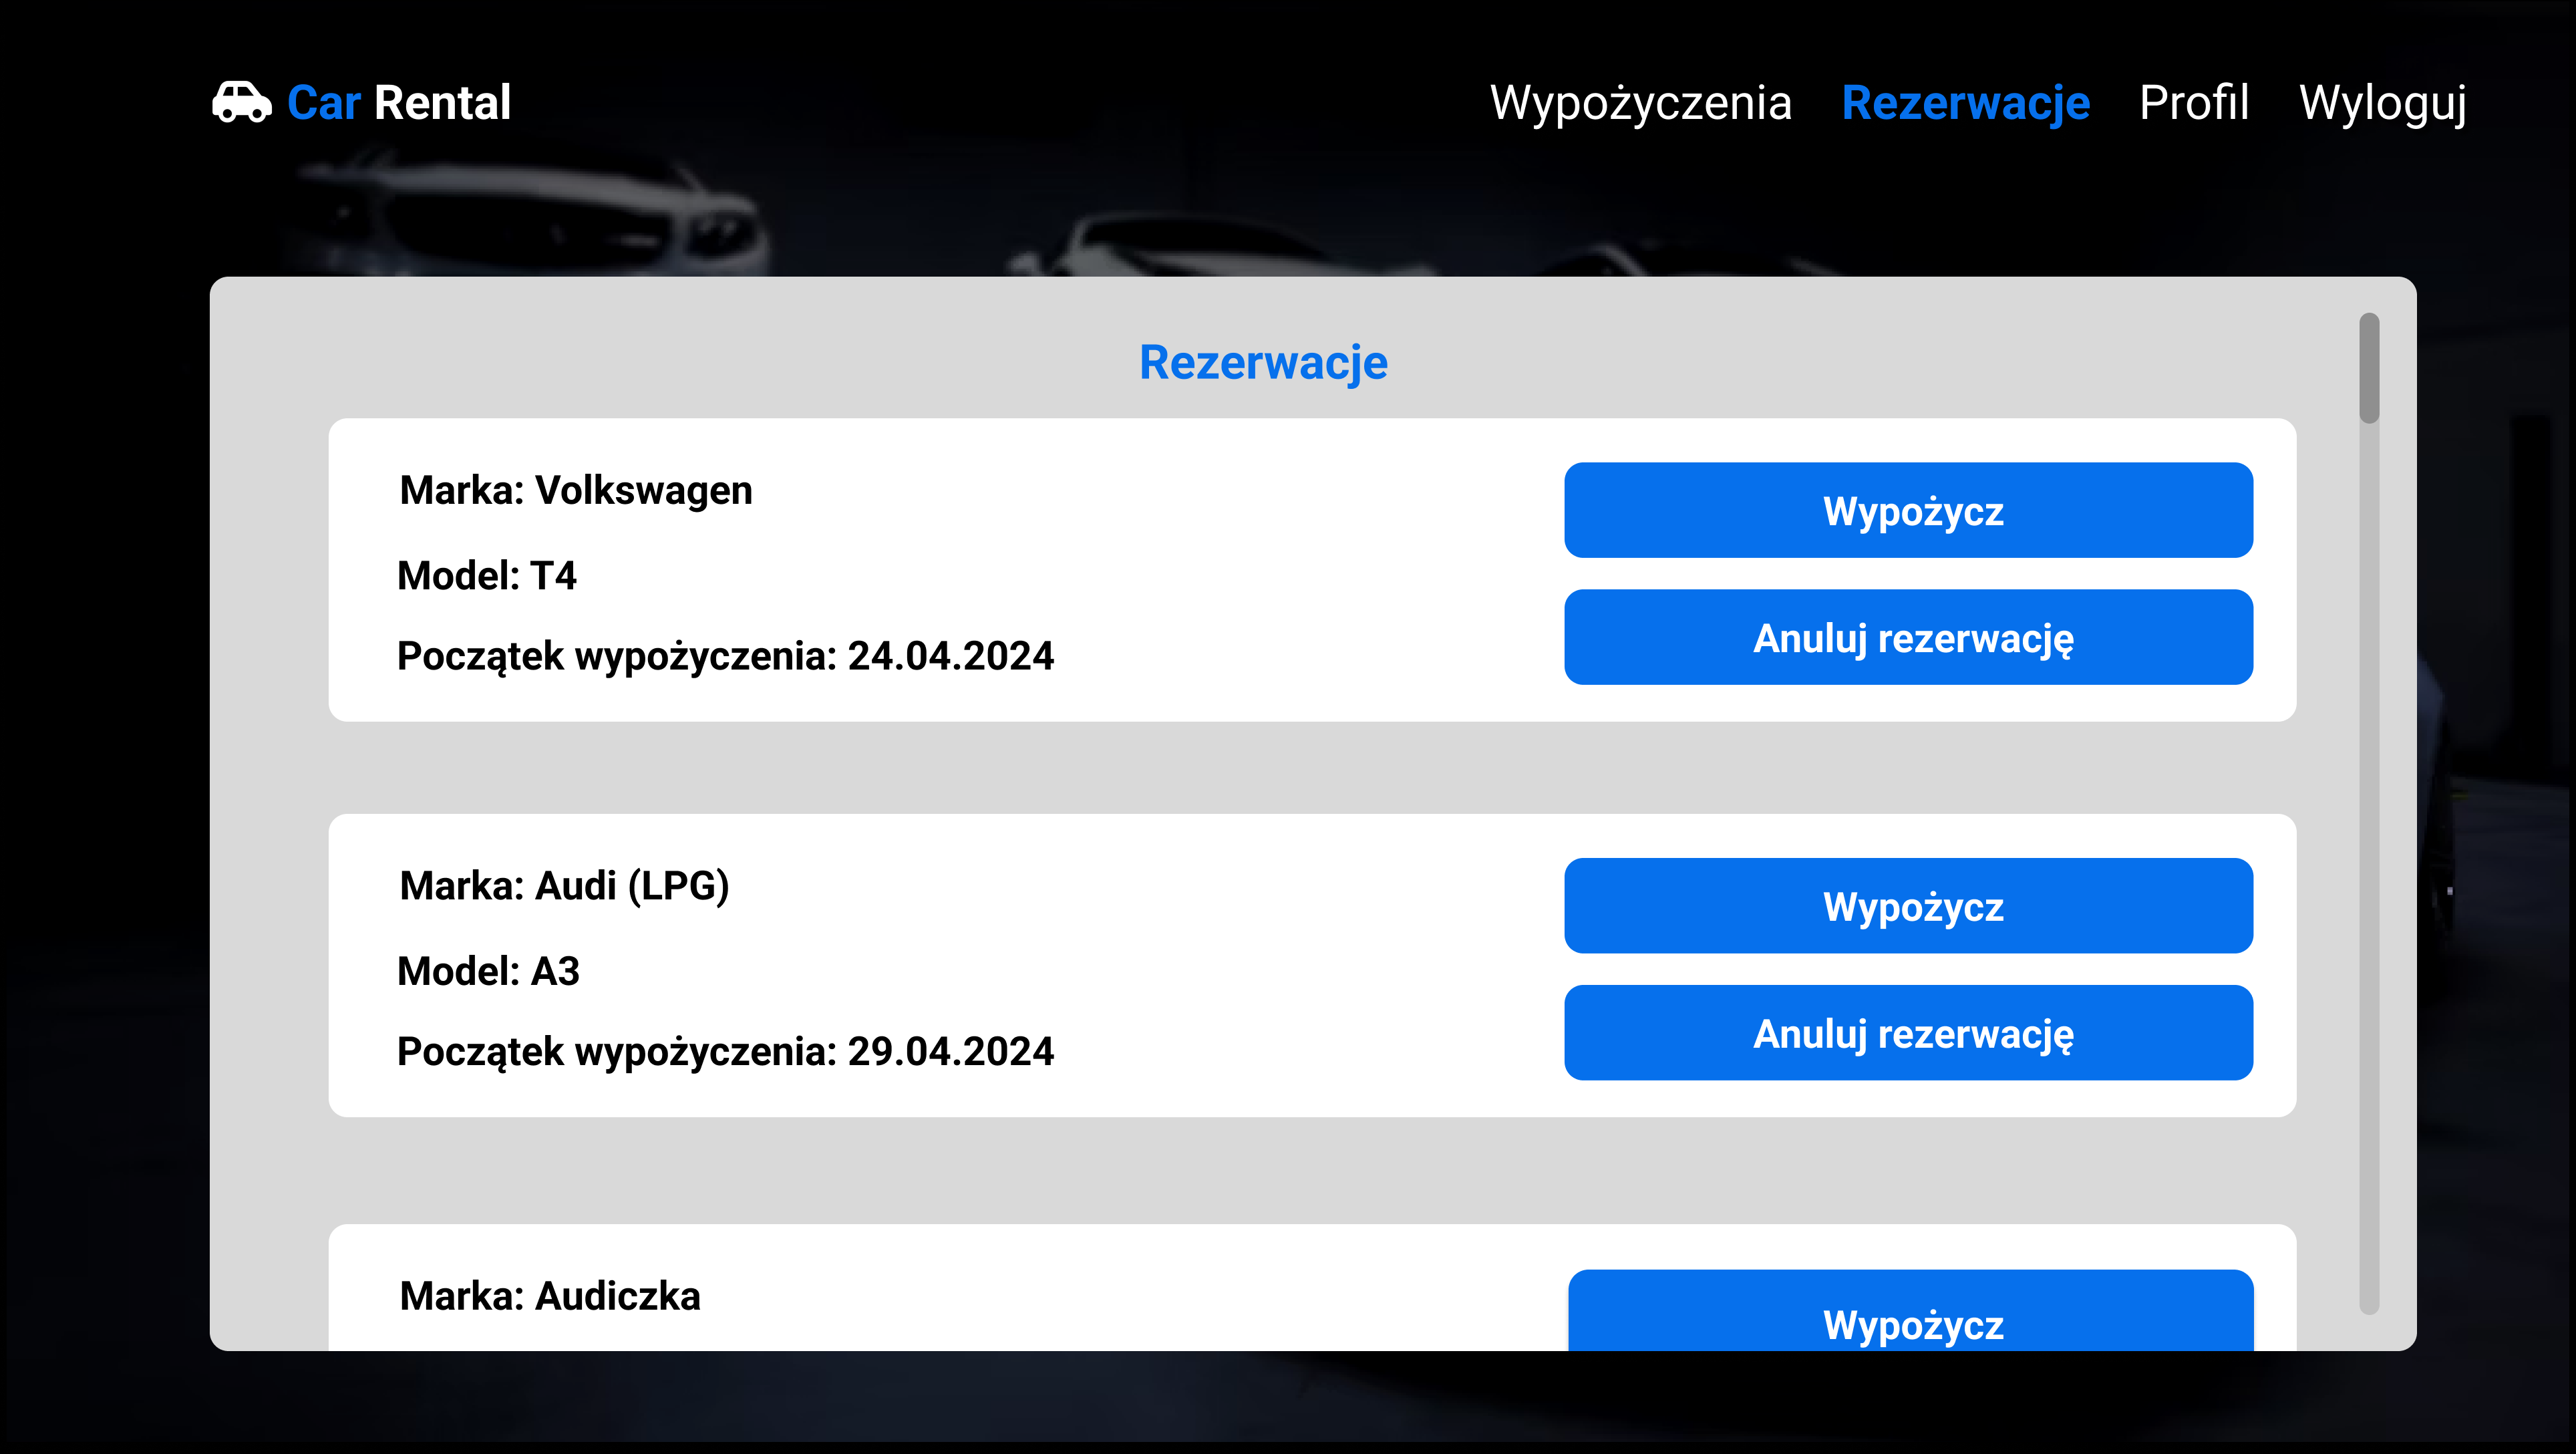 Car Rental
Wypożyczenia Rezerwacje Profil Wyloguj
Rezerwacje
Marka: Volkswagen
Wypożycz
Model: T4
Anuluj rezerwację
Początek wypożyczenia: 24.04.2024
Marka: Audi (LPG)
Wypożycz
Model: A3
Anuluj rezerwację
Początek wypożyczenia: 29.04.2024
Marka: Audiczka
Wypożycz